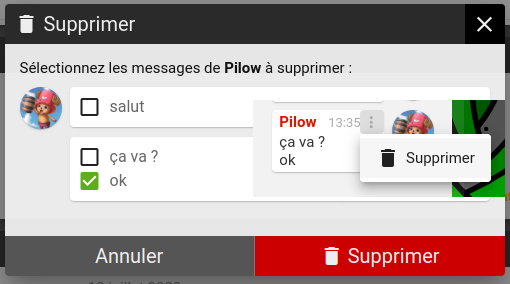 Supprimer
Sélectionnez les messages de Pilow à supprimer :
salut
ça va ?
ok
Pilow 13:35
ça va ?
ok
Supprimer
Annuler
Supprimer